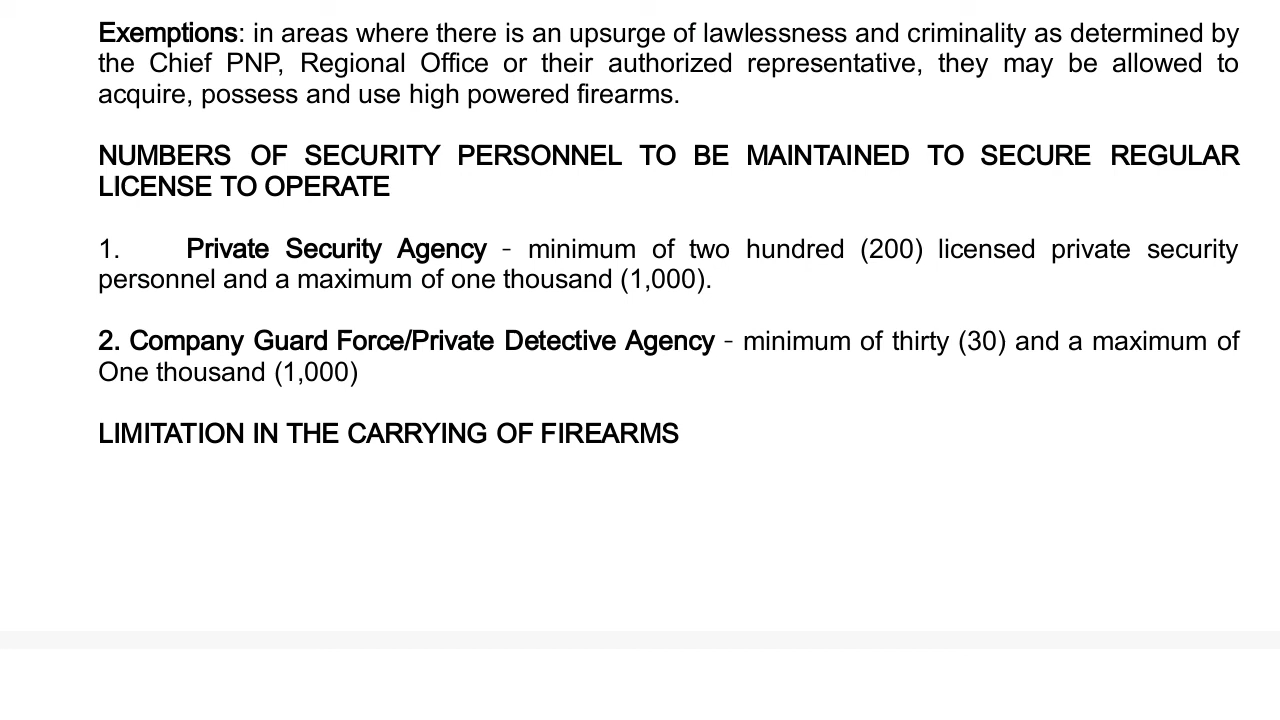 Exemptions: in areas where there is an upsurge of lawlessness and criminality as determined by
the Chief PNP, Regional Office or their authorized representative, they may be allowed to
acquire, possess and use high powered firearms.
NUMBERS OF SECURITY PERSONNEL TO BE MAINTAINED TO SECURE REGULAR
LICENSE TO OPERATE
1. Private Security Agency - minimum of two hundred (200) licensed private security
personnel and a maximum of one thousand (1,000).
2. Company Guard Force/Private Detective Agency - minimum of thirty (30) and a maximum of
One thousand (1,000)
LIMITATION IN THE CARRYING OF FIREARMS